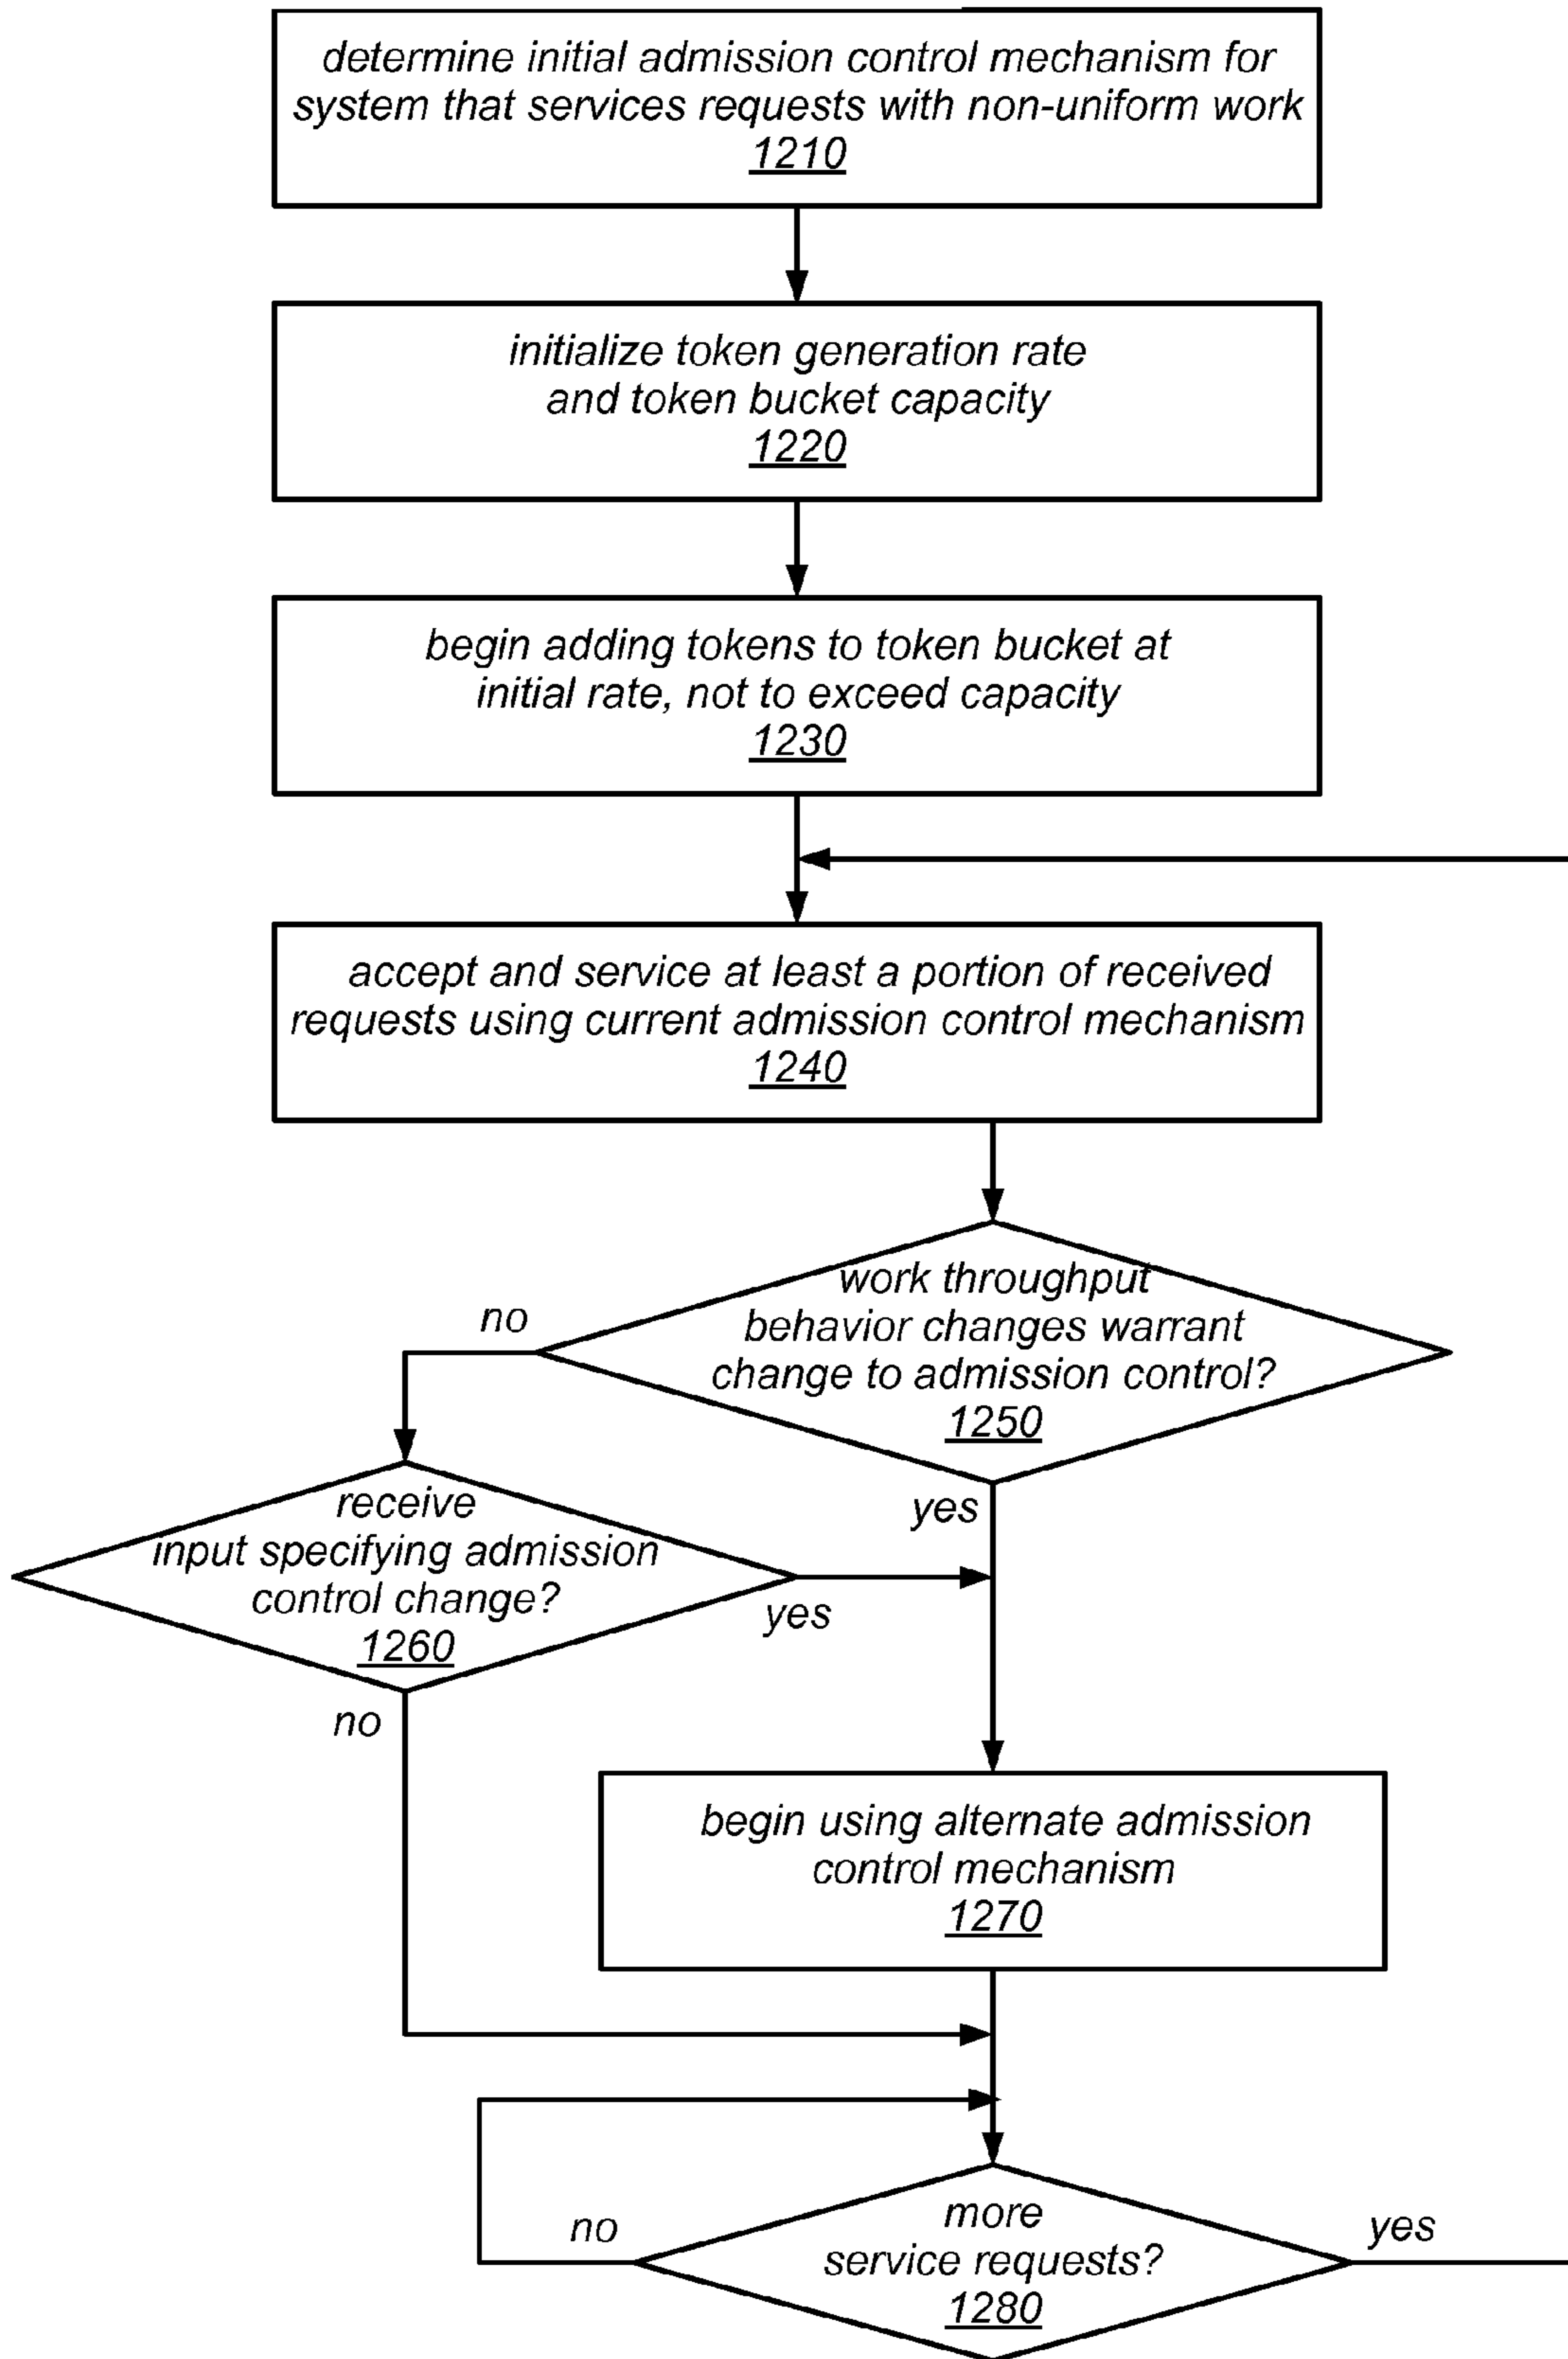 determine initial admission control mechanism for
system that services requests with non-uniform work
1210
initialize token generation rate
and token bucket capacity
1220
begin adding tokens to token bucket at
initial rate, not to exceed capacity
1230
accept and service at least a portion of received
requests using current admission control mechanism
1240
work throughput
behavior changes warrant
change to admission control?
1250
no
yes
receive
input specifying admission
control change?
1260
yes
no
begin using alternate admission
control mechanism
1270
more
service requests?
1280
no
yes